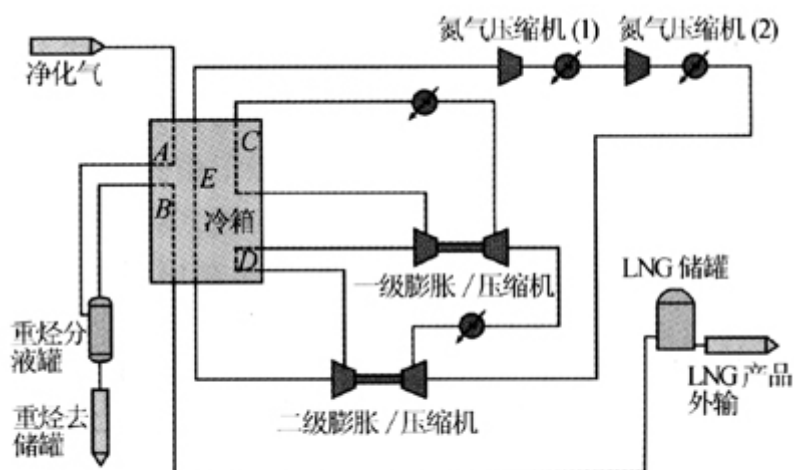 氮气压缩机(1)
氮气压缩机(2)
净化气
A
C
E
B
冷箱
D
一级膨胀/压缩机
LNG 储罐
重烃分
液罐
LNG 产品
外输
重烃去
储罐
二级膨胀/压缩机